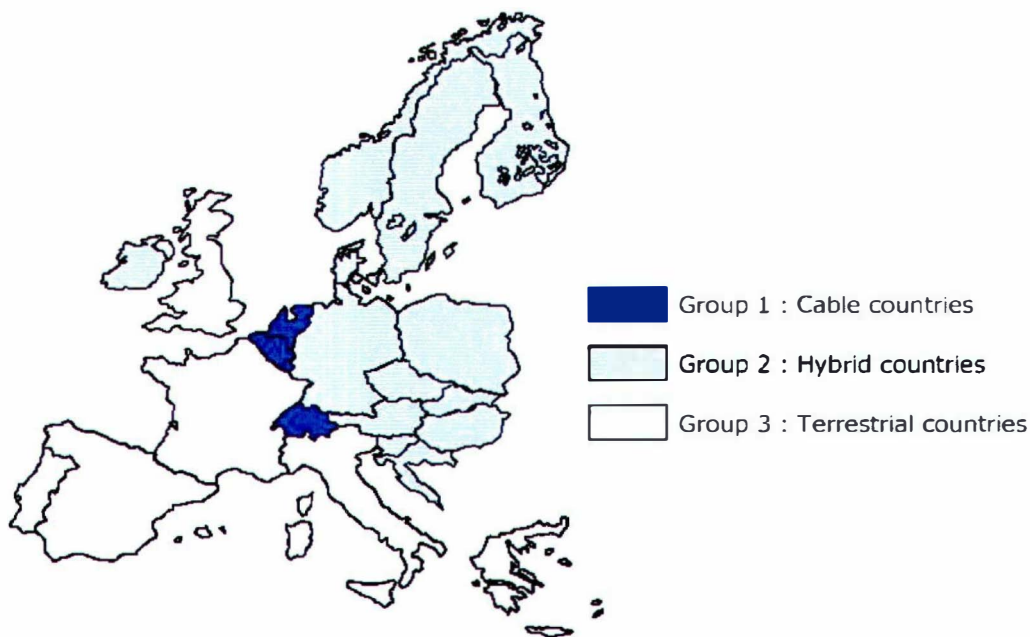 Group 1 : Cable countries
Group 2 : Hybrid countries
Group 3 : Terrestrial countries